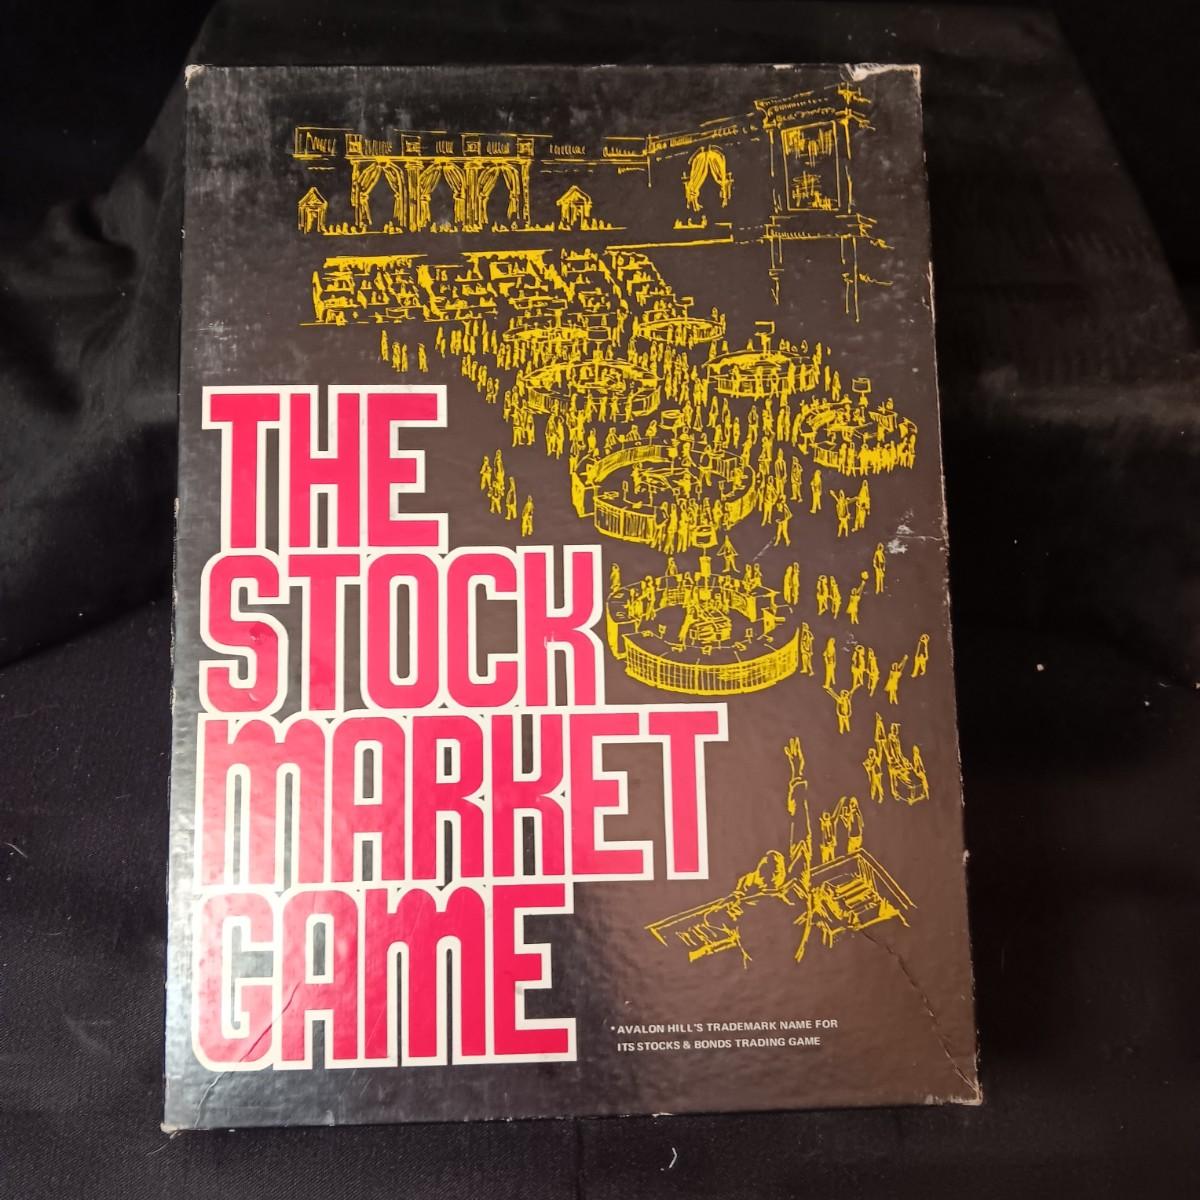 THE
STOCK
MARKET
GAME
*AVALON HILL'S TRADEMARK NAME FOR
ITS STOCKS & BONDS TRADING GAME